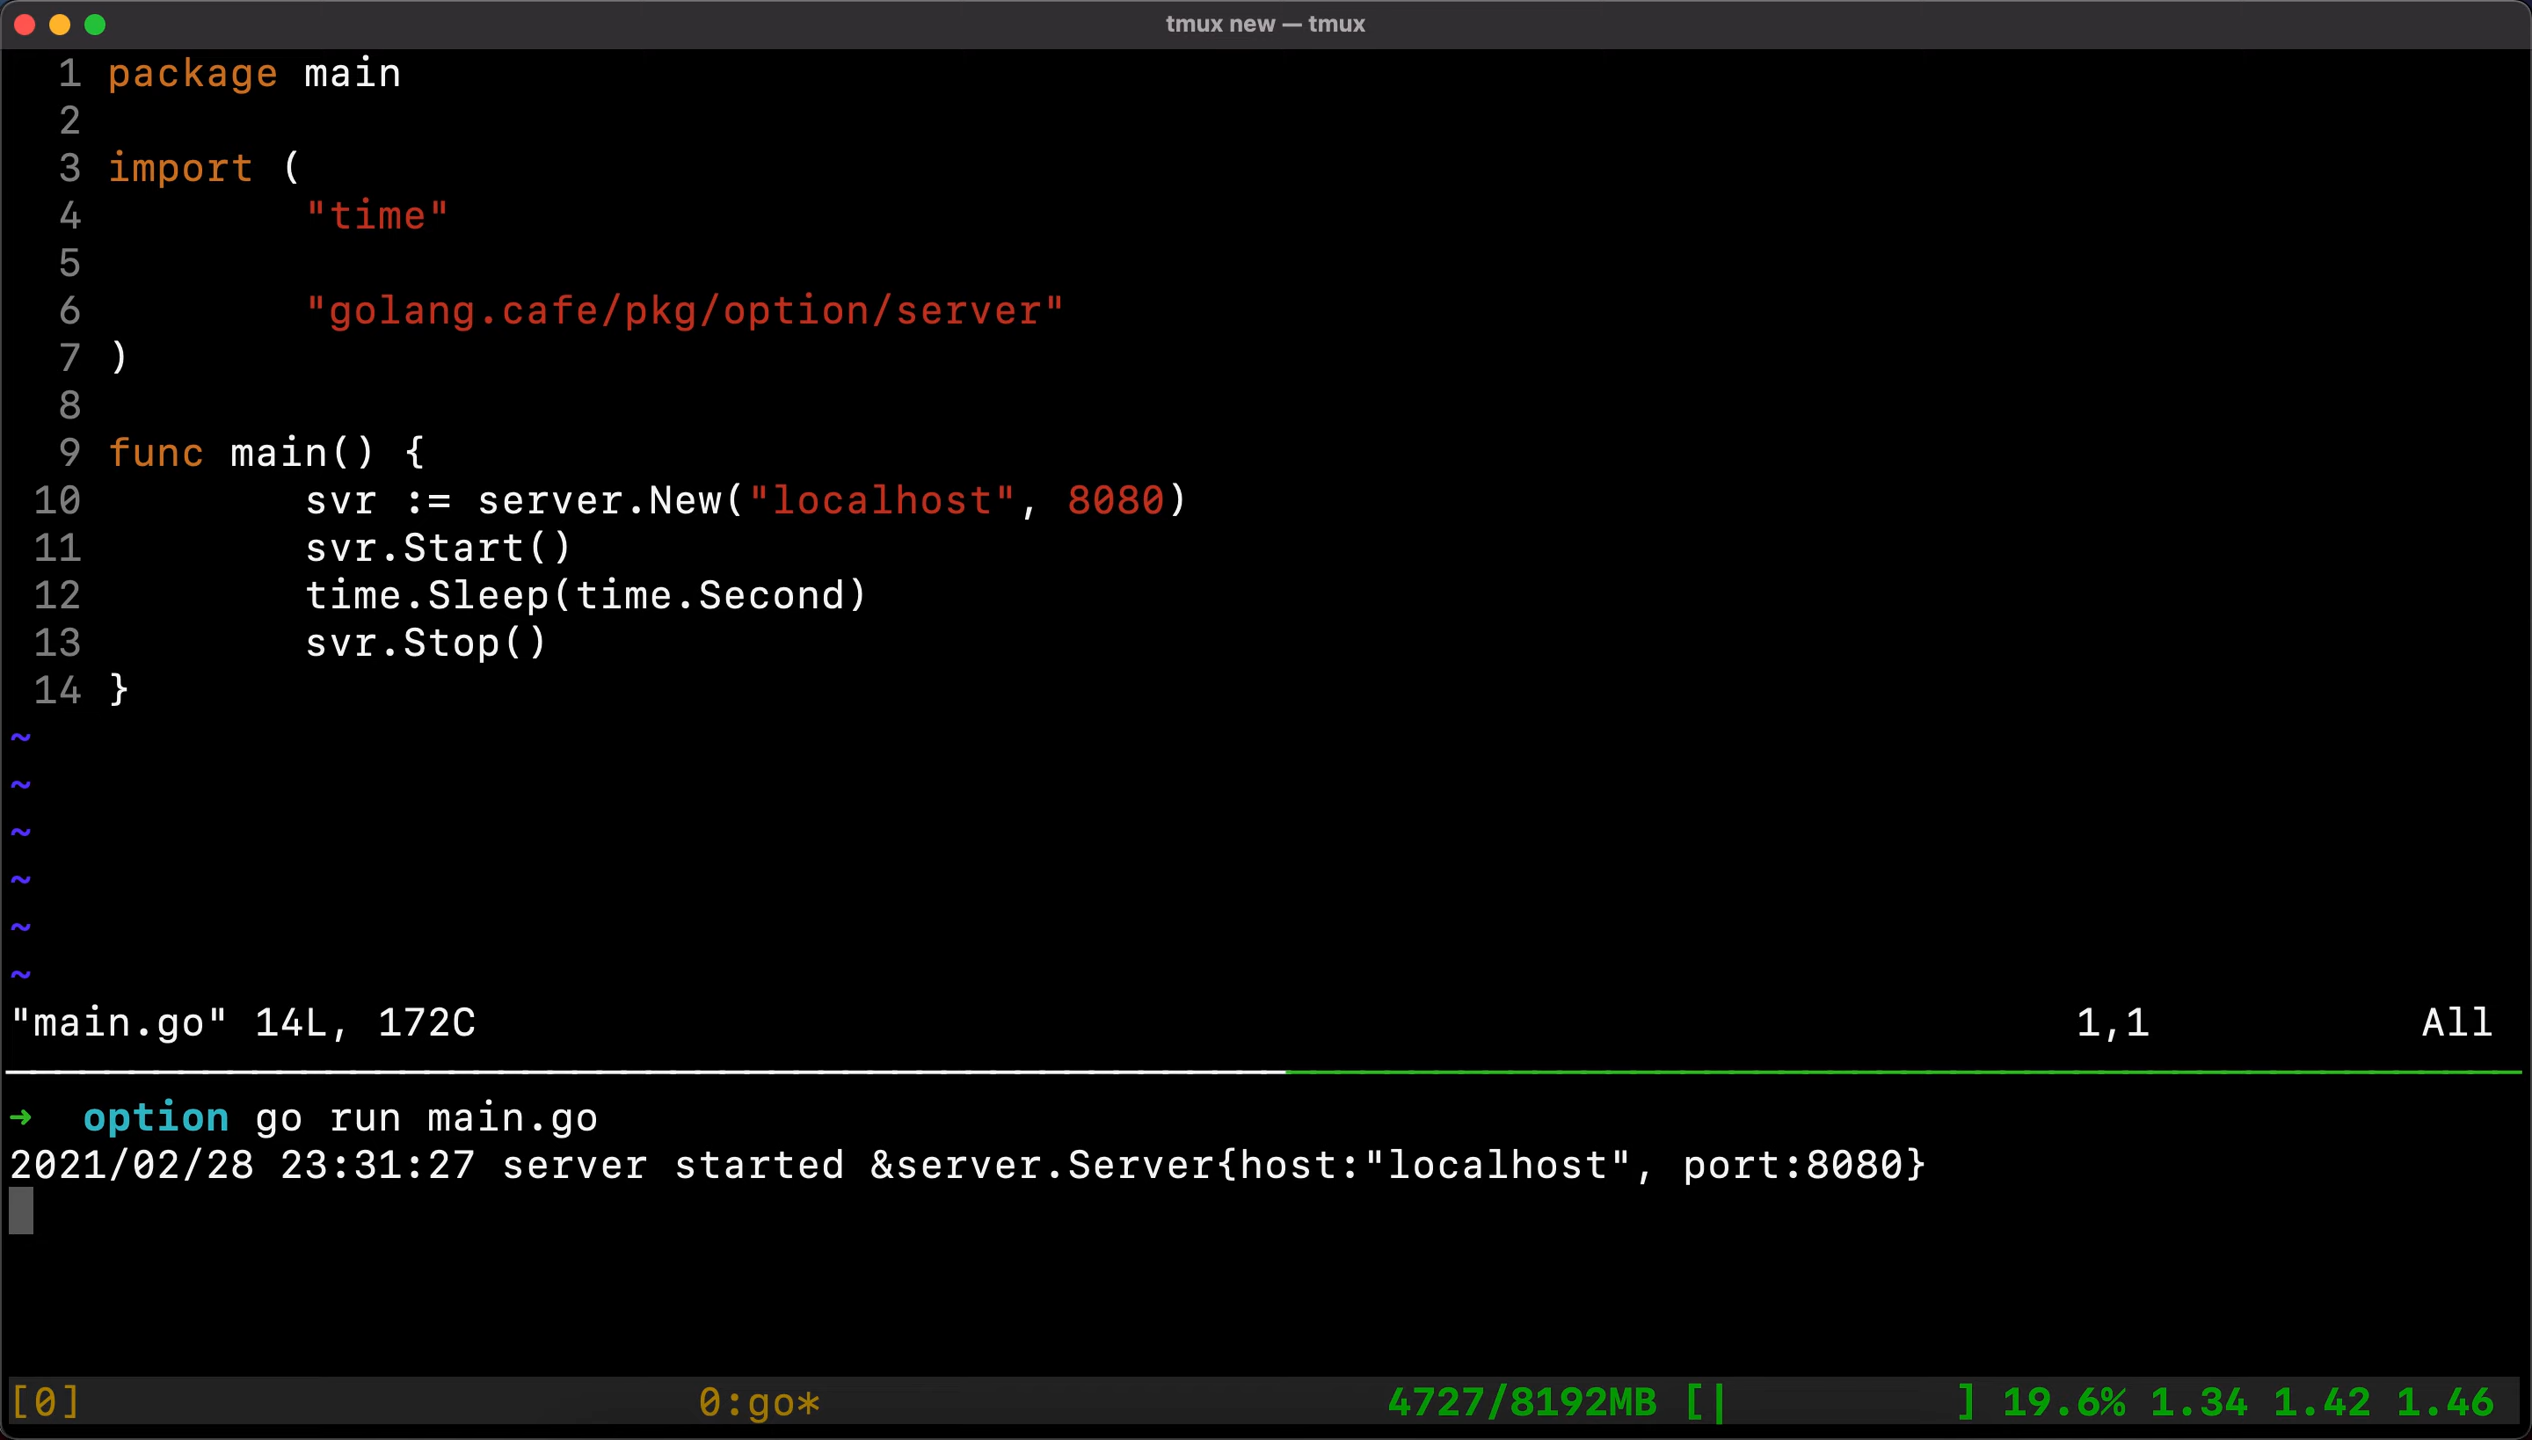 tmux new — tmux
1 package main
2
3 import (
4         "time"
5
6         "golang.cafe/pkg/option/server"
7 )
8
9 func main() {
10         svr := server.New("localhost", 8080)
11         svr.Start()
12         time.Sleep(time.Second)
13         svr.Stop()
14 }
~
~
~
~
~
~
"main.go" 14L, 172C 1,1 All
➜  option go run main.go
2021/02/28 23:31:27 server started &server.Server{host:"localhost", port:8080}
[0] 0:go* 4727/8192MB [|         ] 19.6% 1.34 1.42 1.46